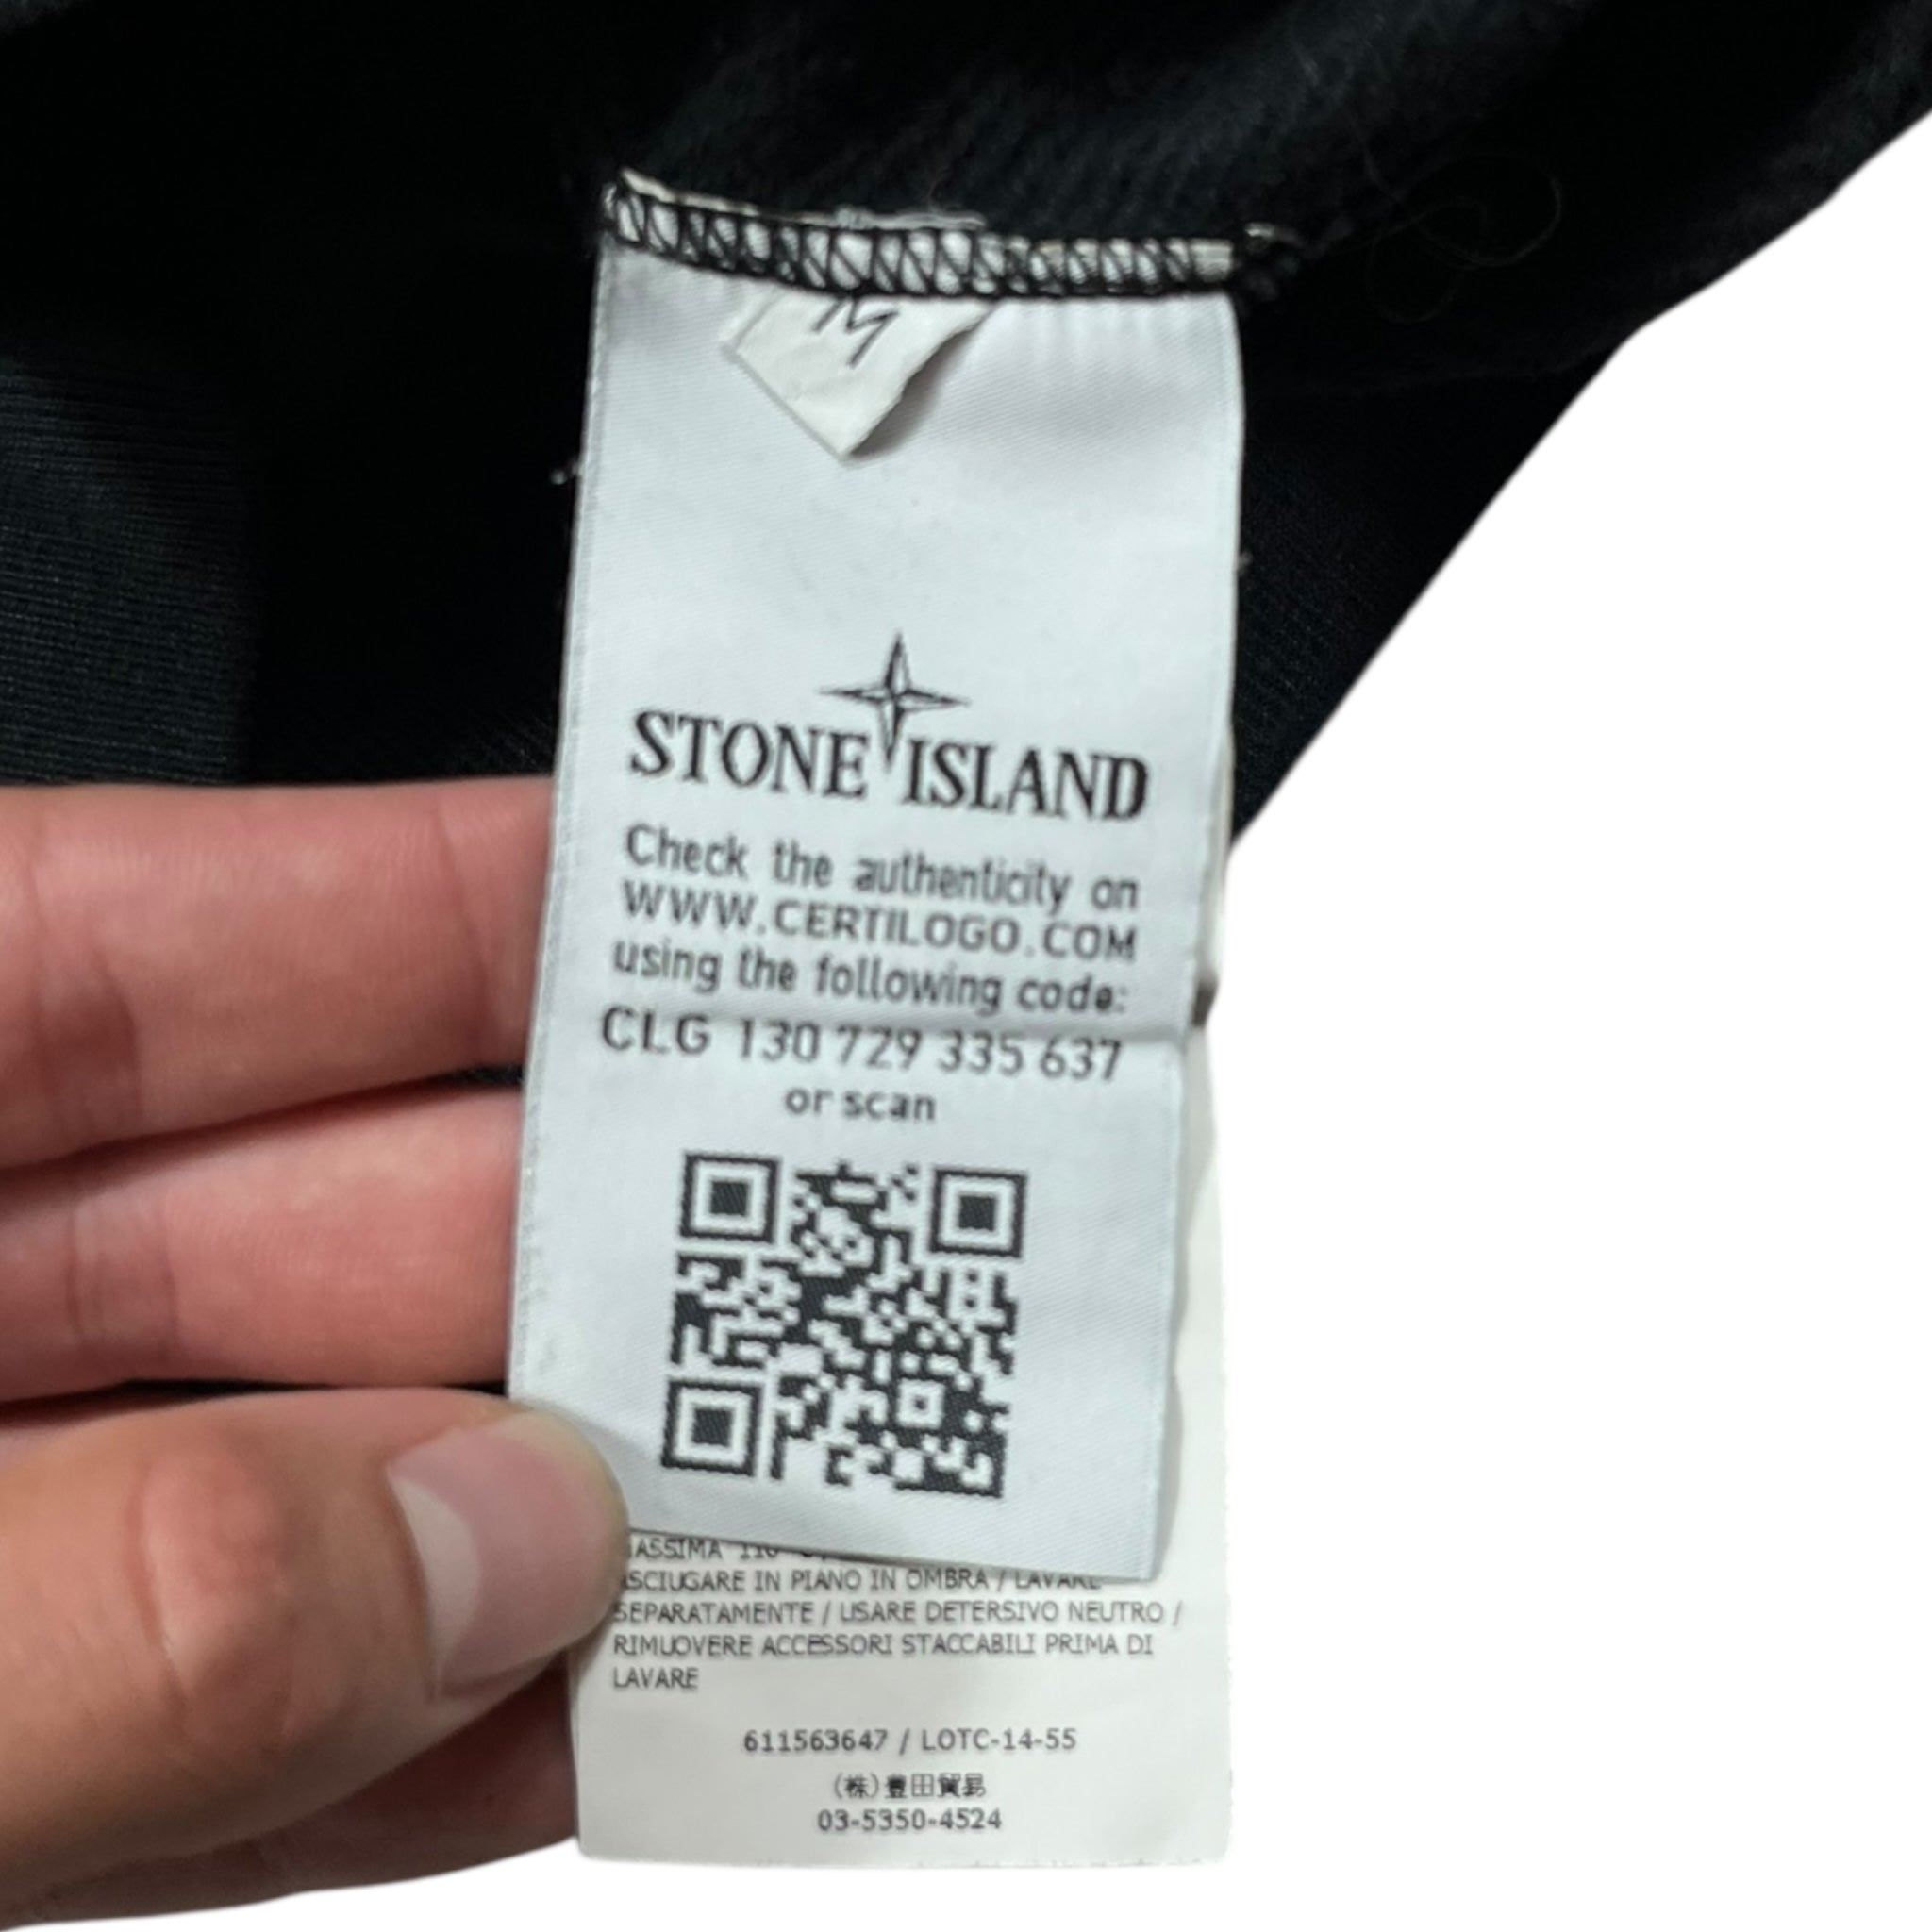 M
STONE ISLAND
Check the authenticity on
WWW.CERTILOGO.COM
using the following code:
CLG 130 729 335 637
or scan
MASSIMA 110
ASCIUGARE IN PIANO IN OMBRA / LAVARE
SEPARATAMENTE / USARE DETERSIVO NEUTRO /
RIMUOVERE ACCESSORI STACCABILI PRIMA DI
LAVARE
611563647 / LOTC-14-55
(株)豊田貿易
03-5350-4524